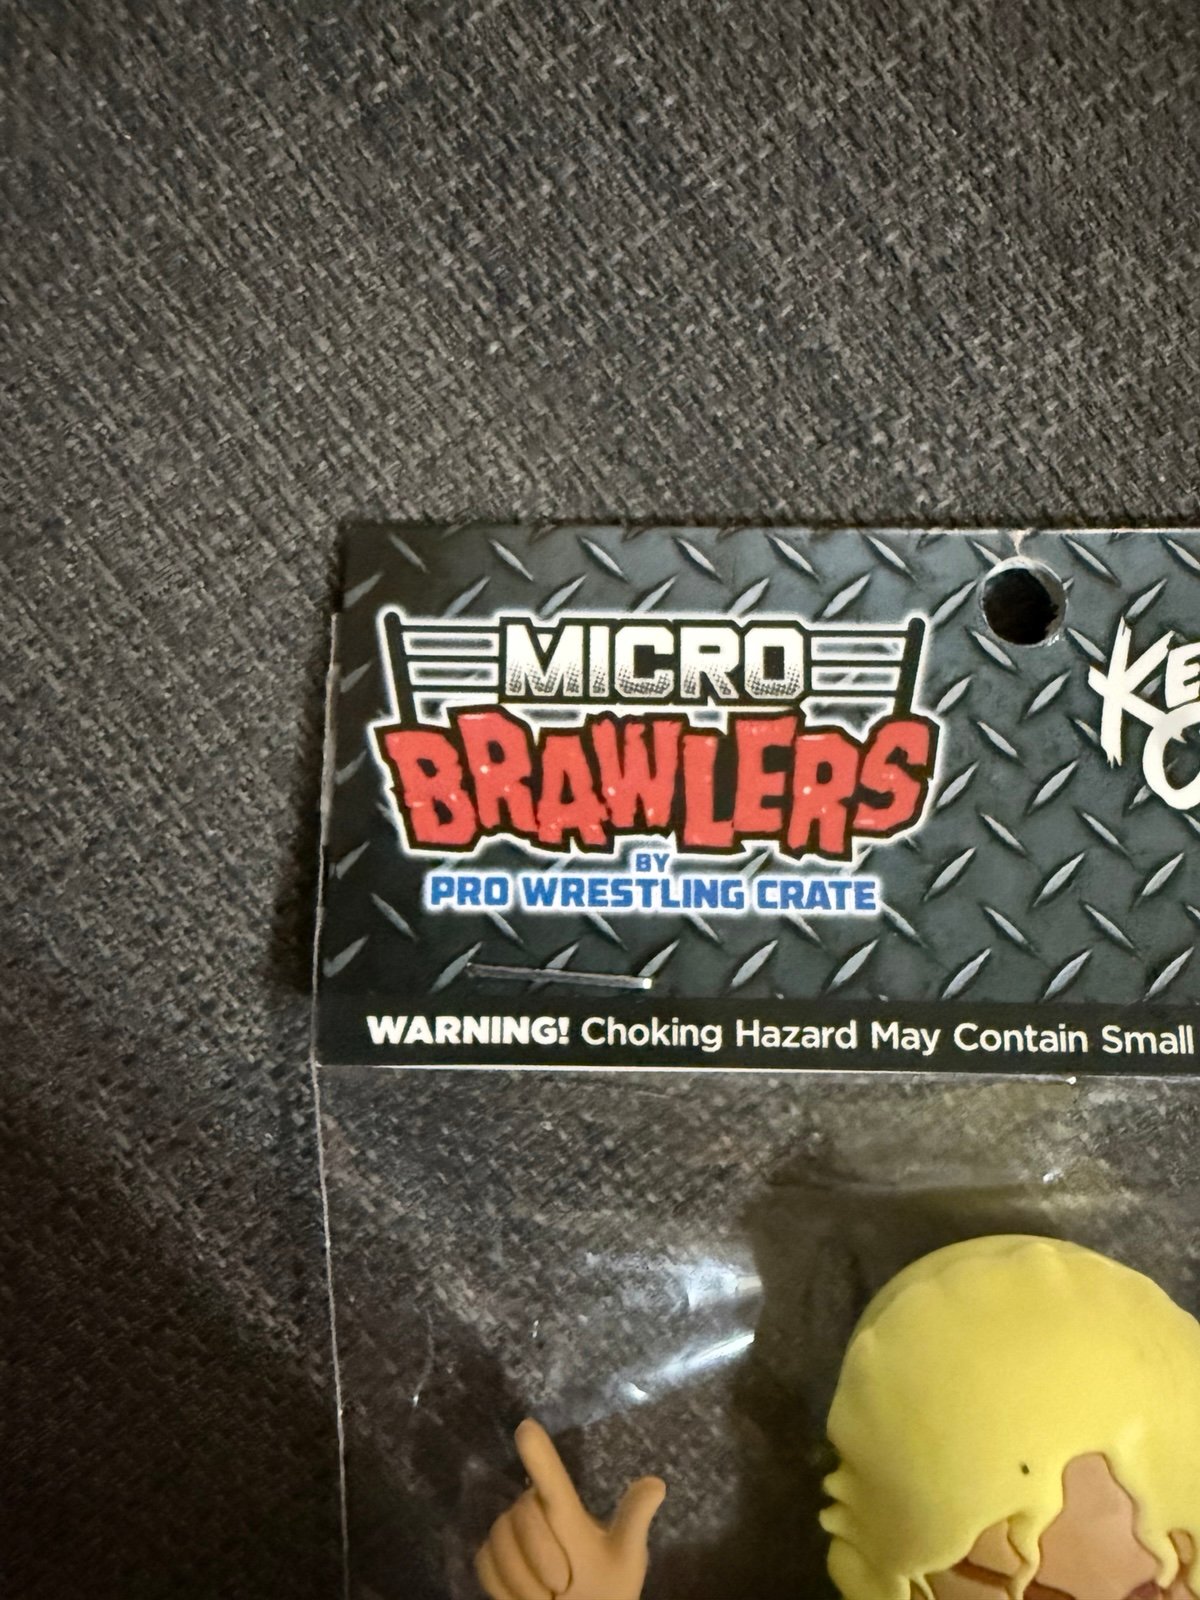 MICRO
BRAWLERS
BY
PRO WRESTLING CRATE
WARNING! Choking Hazard May Contain Small